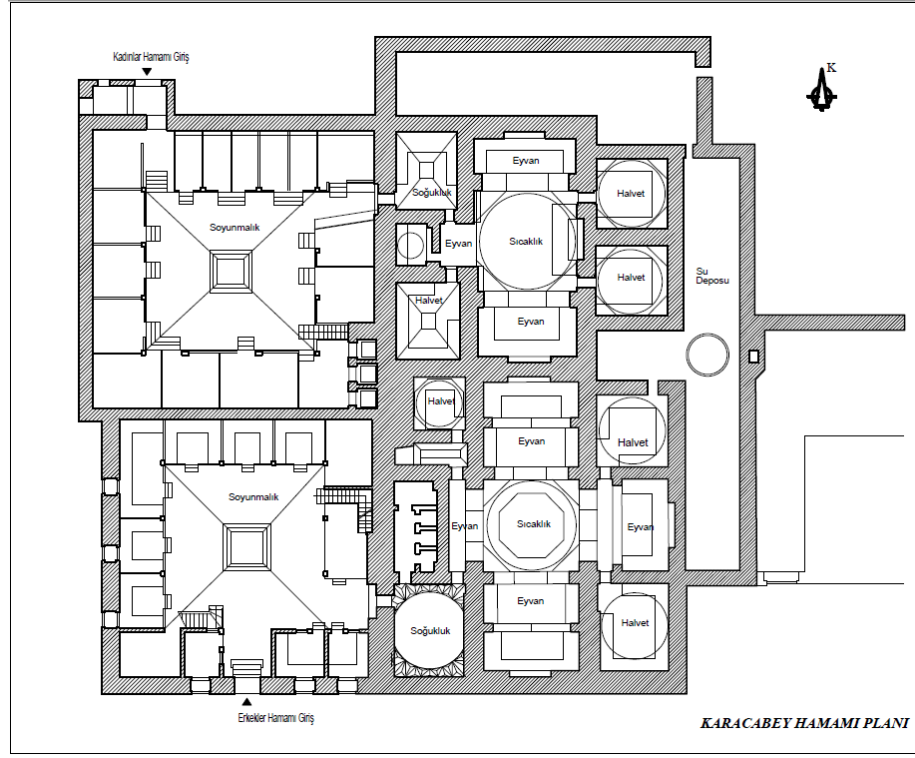 Kadınlar Hamamı Giriş
K
Soyunmalık
Soğukluk
Eyvan
Halvet
Eyvan
Sıcaklık
Halvet
Su
Deposu
Halvet
Eyvan
Halvet
Eyvan
Halvet
Soyunmalık
Eyvan
Sıcaklık
Eyvan
Eyvan
Soğukluk
Halvet
Erkekler Hamamı Giriş
KARACABEY HAMAMI PLANI